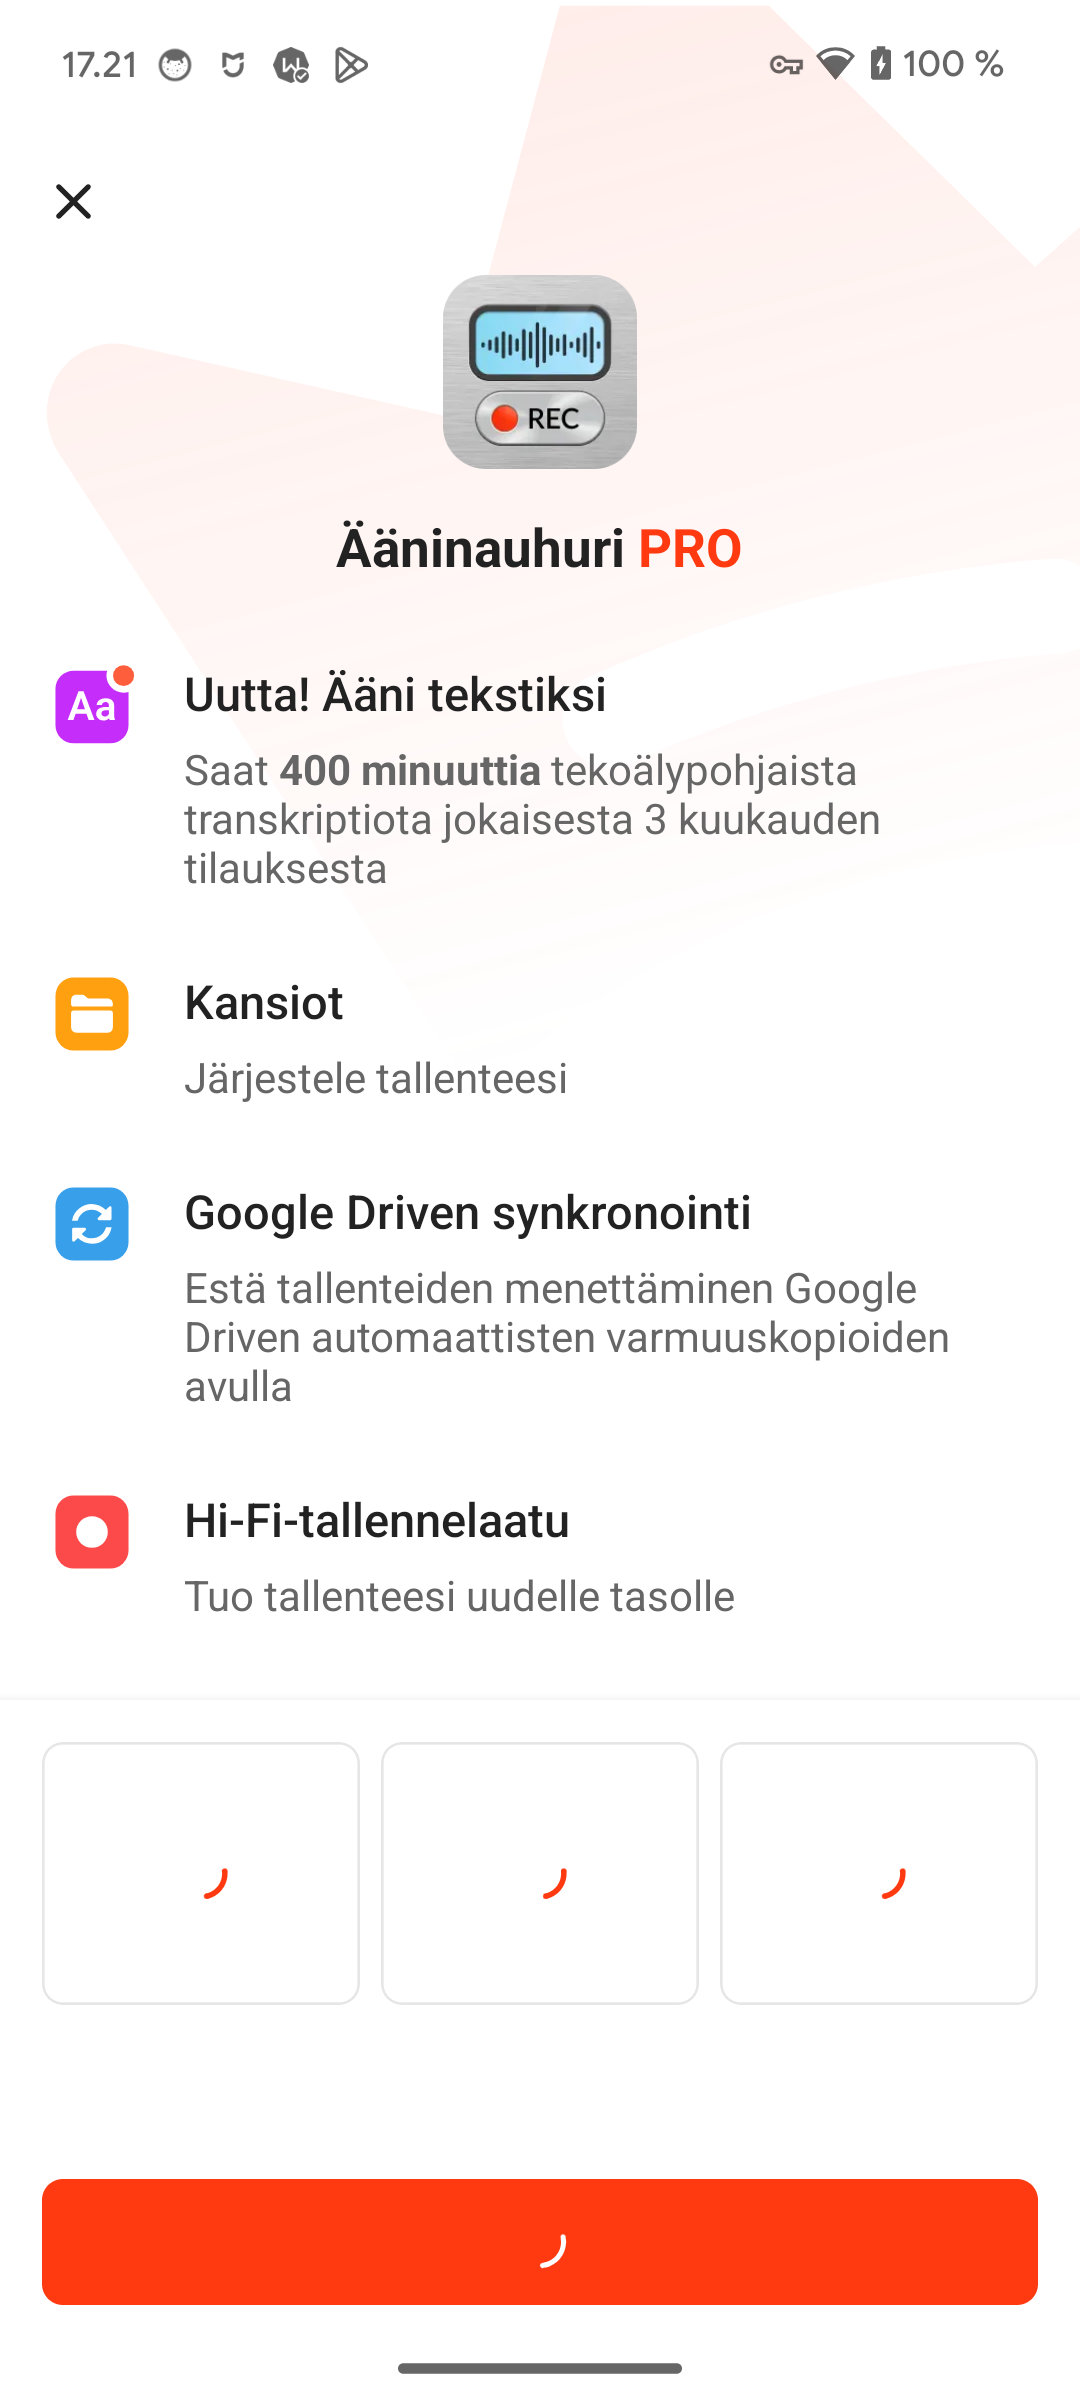 17.21
100 %
REC
Ääninauhuri PRO
Aa
Uutta! Ääni tekstiksi
Saat 400 minuuttia tekoälypohjaista
transkriptiota jokaisesta 3 kuukauden
tilauksesta
Kansiot
Järjestele tallenteesi
Google Driven synkronointi
Estä tallenteiden menettäminen Google
Driven automaattisten varmuuskopioiden
avulla
Hi-Fi-tallennelaatu
Tuo tallenteesi uudelle tasolle